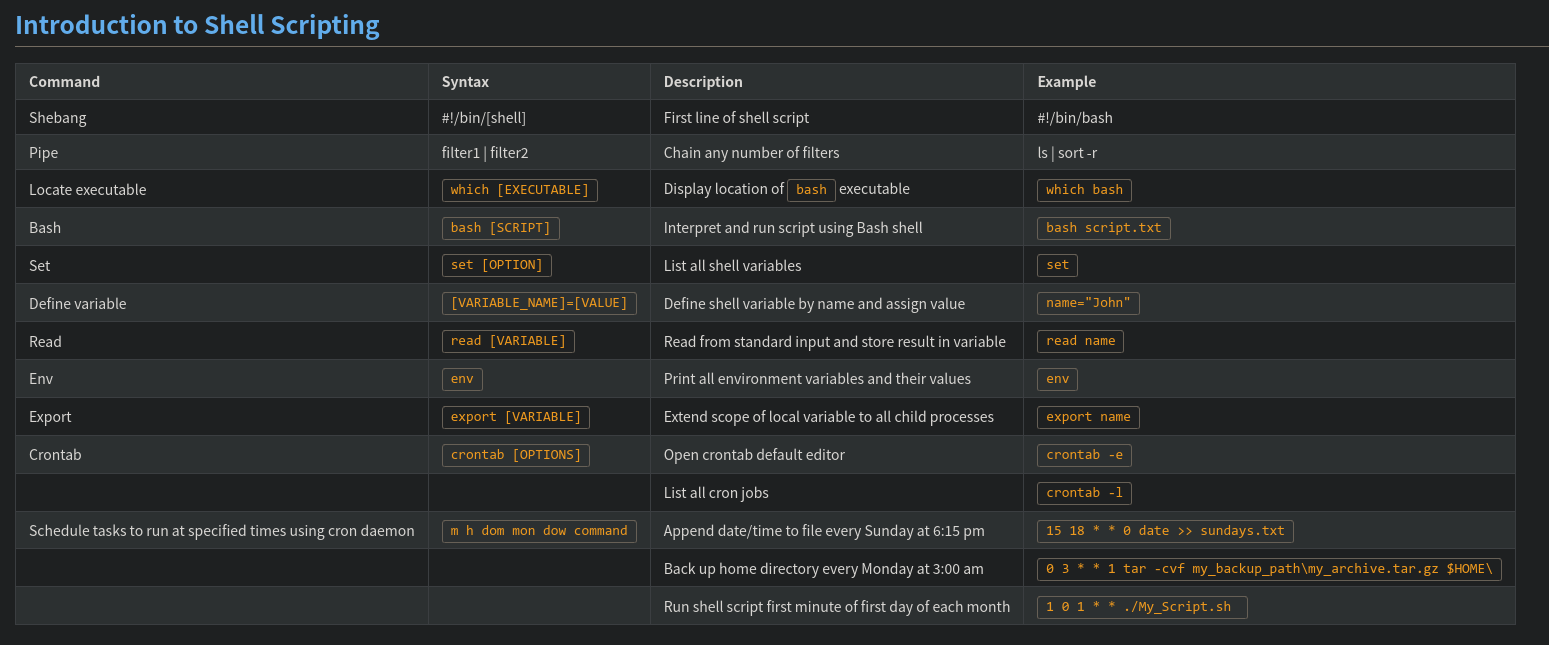 Introduction to Shell Scripting
Command Syntax Description Example
Shebang #!/bin/[shell] First line of shell script #!/bin/bash
Pipe filter1 | filter2 Chain any number of filters ls | sort -r
Locate executable which [EXECUTABLE] Display location of bash executable which bash
Bash bash [SCRIPT] Interpret and run script using Bash shell bash script.txt
Set set [OPTION] List all shell variables set
Define variable [VARIABLE_NAME]=[VALUE] Define shell variable by name and assign value name="John"
Read read [VARIABLE] Read from standard input and store result in variable read name
Env env Print all environment variables and their values env
Export export [VARIABLE] Extend scope of local variable to all child processes export name
Crontab crontab [OPTIONS] Open crontab default editor crontab -e
List all cron jobs crontab -l
Schedule tasks to run at specified times using cron daemon m h dom mon dow command Append date/time to file every Sunday at 6:15 pm 15 18 * * 0 date >> sundays.txt
Back up home directory every Monday at 3:00 am 0 3 * * 1 tar -cvf my_backup_path\my_archive.tar.gz $HOME\
Run shell script first minute of first day of each month 1 0 1 * * ./My_Script.sh